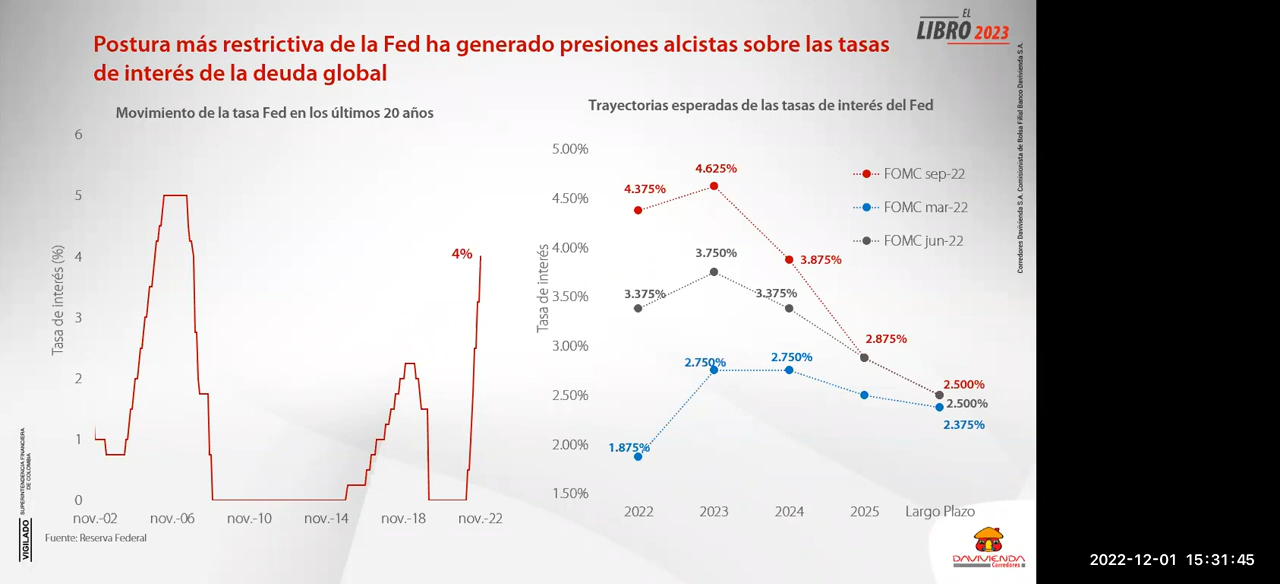 EL
LIBRO 2023
Postura más restrictiva de la Fed ha generado presiones alcistas sobre las tasas
de interés de la deuda global
Movimiento de la tasa Fed en los últimos 20 años
Tasa de interés (%)
6
5
4
3
2
1
0
4%
nov.-02 nov.-06 nov.-10 nov.-14 nov.-18 nov.-22
Fuente: Reserva Federal
Trayectorias esperadas de las tasas de interés del Fed
Tasa de interés
5.00%
4.50%
4.00%
3.50%
3.00%
2.50%
2.00%
1.50%
FOMC sep-22
FOMC mar-22
FOMC jun-22
4.375%
4.625%
3.875%
2.875%
2.500%
3.375%
3.750%
3.375%
2.500%
1.875%
2.750%
2.750%
2.375%
2022 2023 2024 2025 Largo Plazo
Corredores Davivienda S.A. Comisionista de Bolsa Filial Banco Davivienda S.A.
VIGILADO
SUPERINTENDENCIA FINANCIERA
DE COLOMBIA
DAVIVIENDA
Corredores
2022-12-01 15:31:45